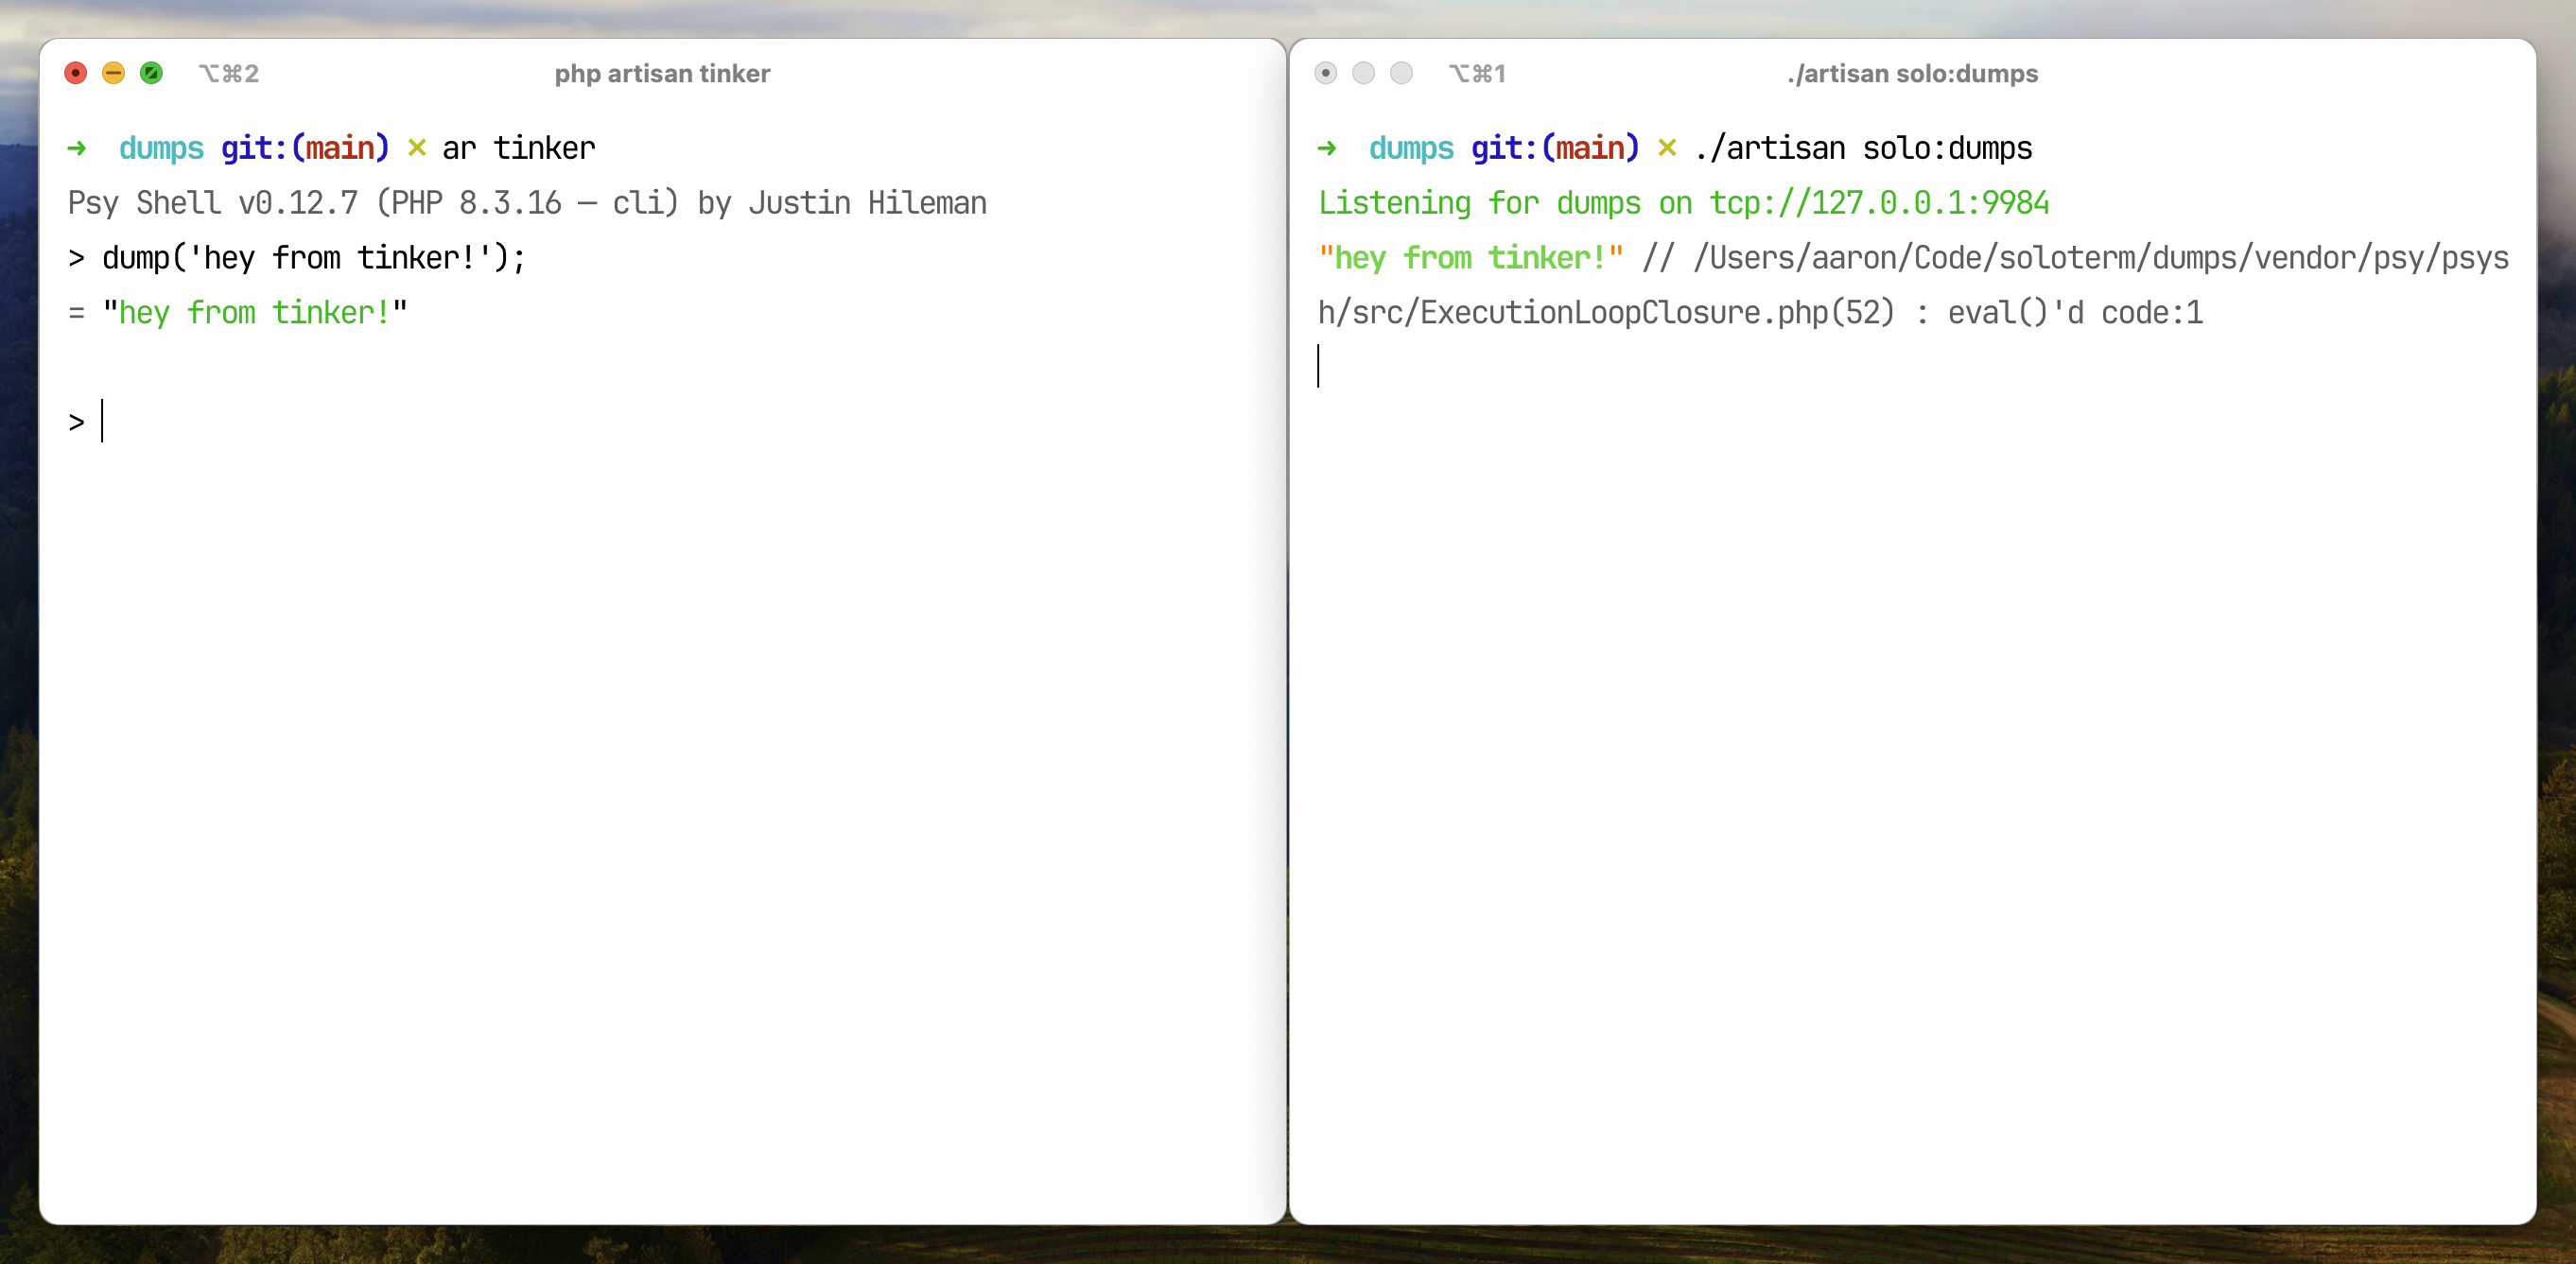 ⌥⌘2
php artisan tinker
➜  dumps git:(main) ✗ ar tinker
Psy Shell v0.12.7 (PHP 8.3.16 — cli) by Justin Hileman
> dump('hey from tinker!');
= "hey from tinker!"
>
⌥⌘1
./artisan solo:dumps
➜  dumps git:(main) ✗ ./artisan solo:dumps
Listening for dumps on tcp://127.0.0.1:9984
"hey from tinker!" // /Users/aaron/Code/soloterm/dumps/vendor/psy/psys
h/src/ExecutionLoopClosure.php(52) : eval()'d code:1